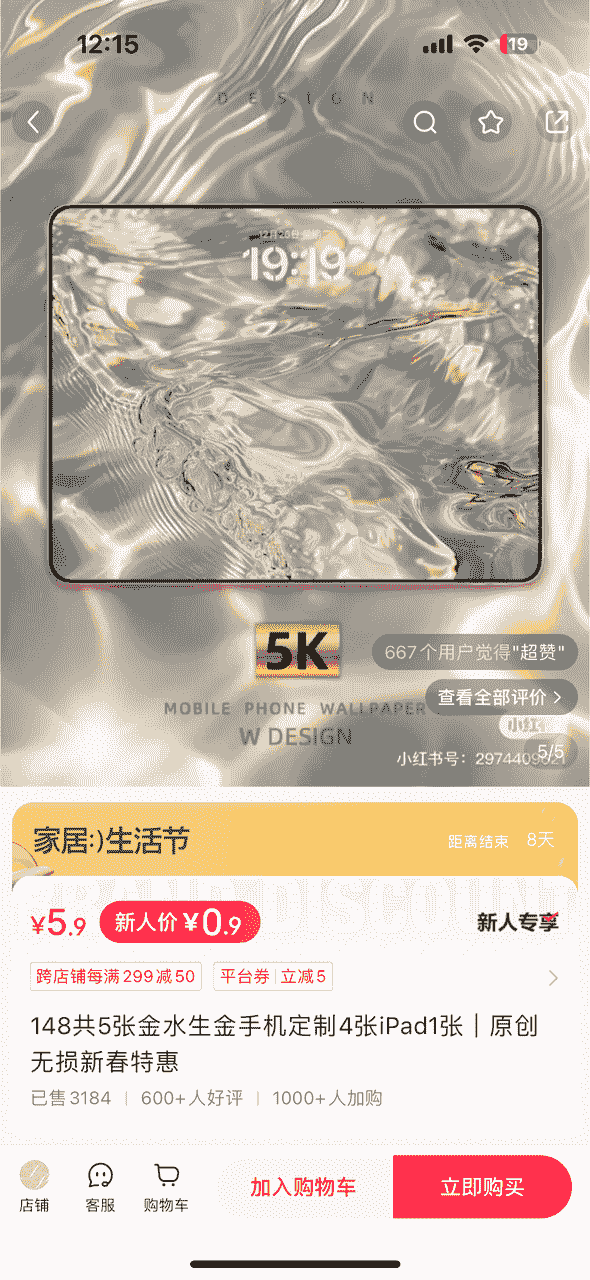 12:15
19
DESIGN
19:19
5K
667个用户觉得"超赞"
查看全部评价
MOBILE PHONE WALLPAPER
W DESIGN
小红
5/5
家居:)生活节
距离结束 8天
¥5.9 新人价¥0.9
新人专享
跨店铺每满299减50 平台券 立减5
148共5张金水生金手机定制4张iPad1张｜原创
无损新春特惠
已售3184 | 600+人好评 | 1000+人加购
店铺 客服 购物车 加入购物车 立即购买